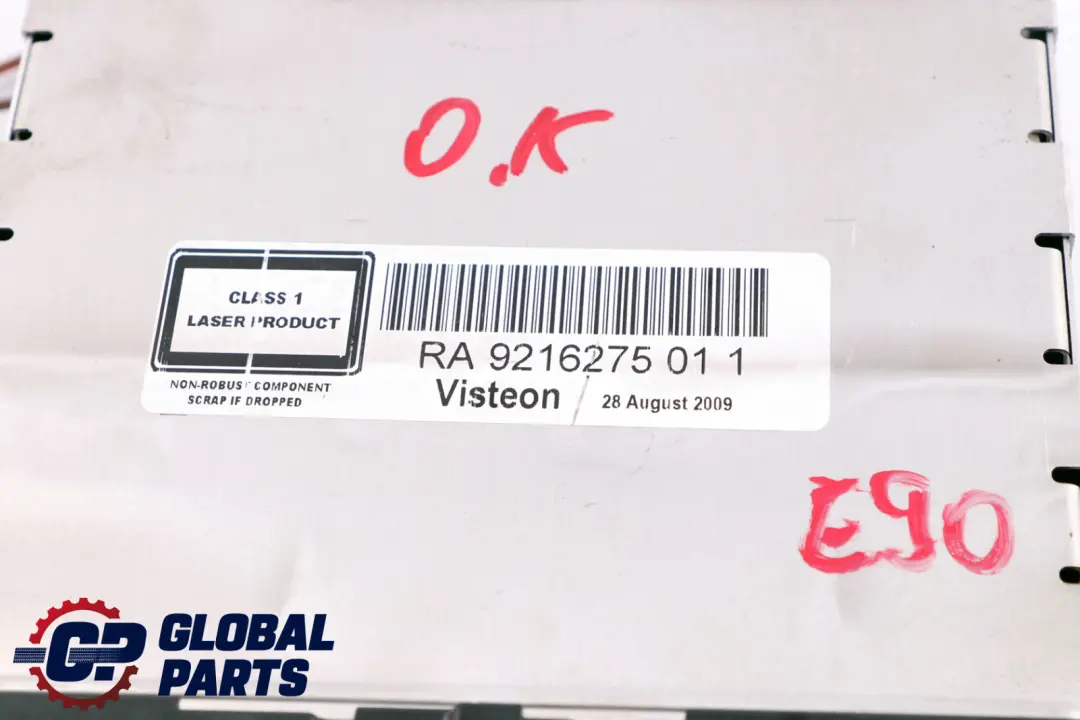 O.K
CLASS 1
LASER PRODUCT
NON-ROBUST COMPONENT
SCRAP IF DROPPED
RA 9216275 01 1
Visteon 28 August 2009
E90
CP GLOBAL
PARTS